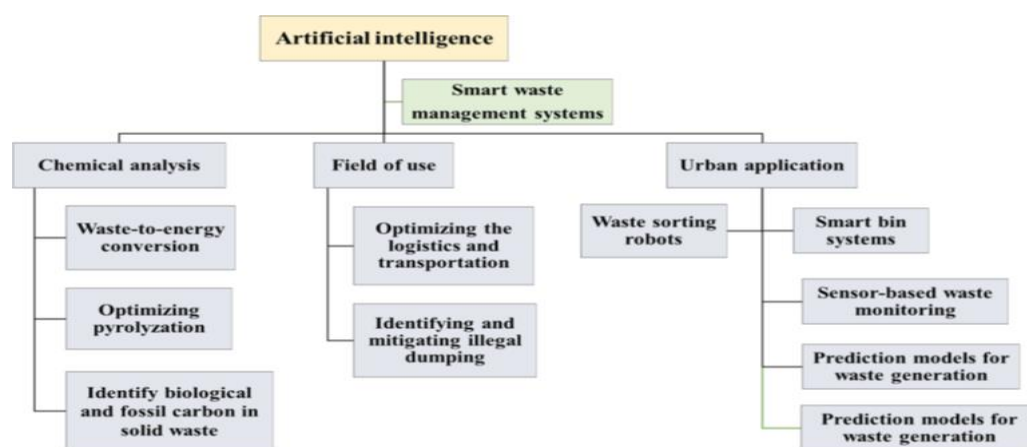 Artificial intelligence
Smart waste
management systems
Chemical analysis
Field of use
Urban application
Waste-to-energy
conversion
Optimizing
pyrolyzation
Identify biological
and fossil carbon in
solid waste
Optimizing the
logistics and
transportation
Identifying and
mitigating illegal
dumping
Waste sorting
robots
Smart bin
systems
Sensor-based waste
monitoring
Prediction models for
waste generation
Prediction models for
waste generation